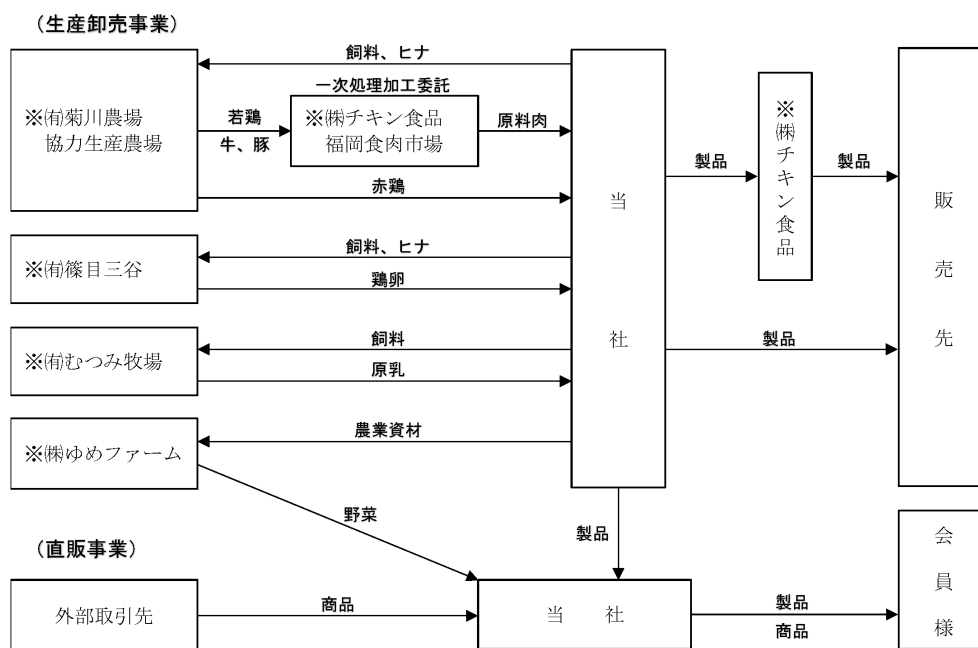 （生産卸売事業）
飼料、ヒナ
一次処理加工委託
※㈲菊川農場
協力生産農場
若鶏
牛、豚
※㈱チキン食品
福岡食肉市場
原料肉
赤鶏
当社
製品
※㈱チキン食品
製品
販売先
※㈲篠目三谷
飼料、ヒナ
鶏卵
※㈲むつみ牧場
飼料
原乳
製品
※㈱ゆめファーム
農業資材
野菜
製品
（直販事業）
外部取引先
商品
当社
製品
商品
会員様